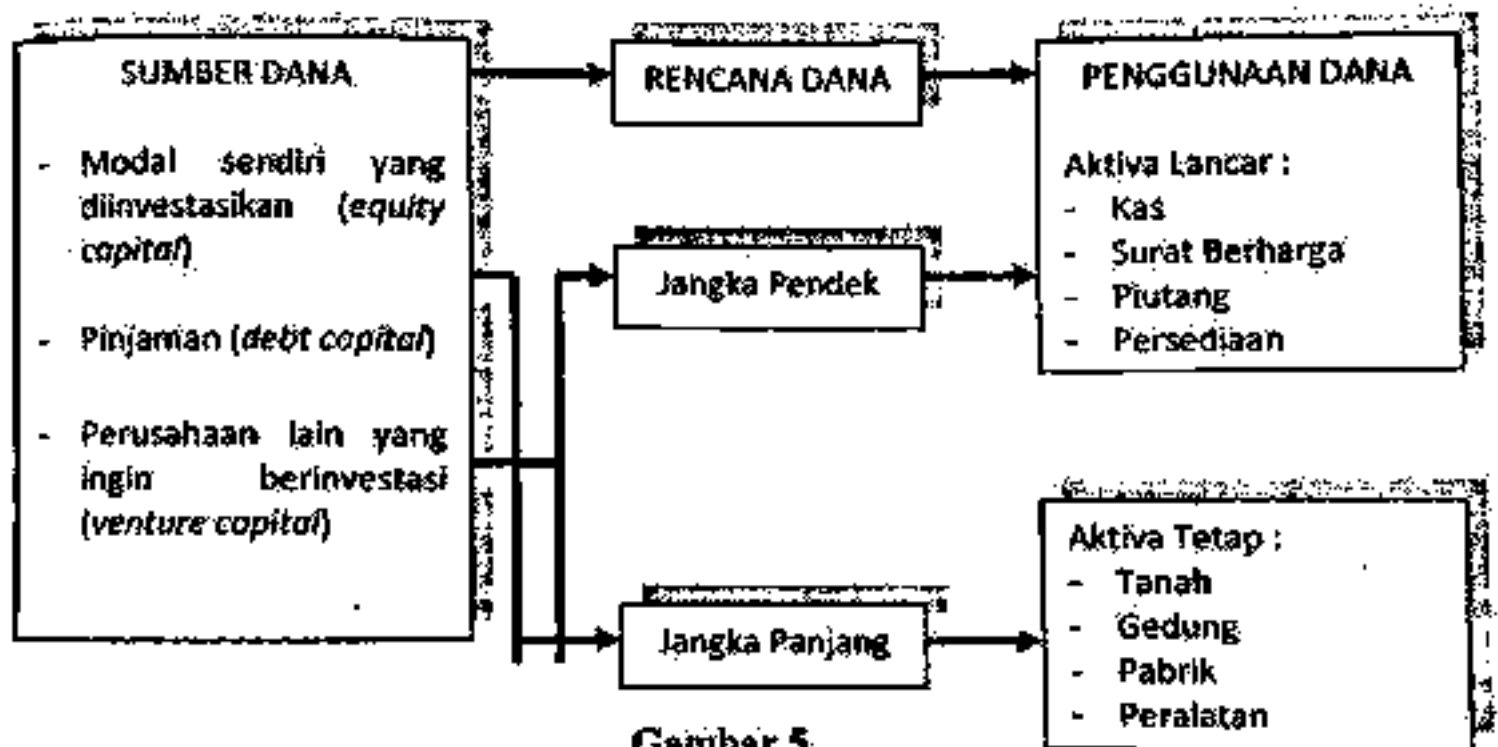 SUMBER DANA
- Modal sendiri yang
diinvestasikan (equity
capital)
- Pinjaman (debt capital)
- Perusahaan lain yang
ingin berinvestasi
(venture capital)
RENCANA DANA
Jangka Pendek
Jangka Panjang
PENGGUNAAN DANA
Aktiva Lancar :
- Kas
- Surat Berharga
- Piutang
- Persediaan
Aktiva Tetap :
- Tanah
- Gedung
- Pabrik
- Peralatan
Gambar 5